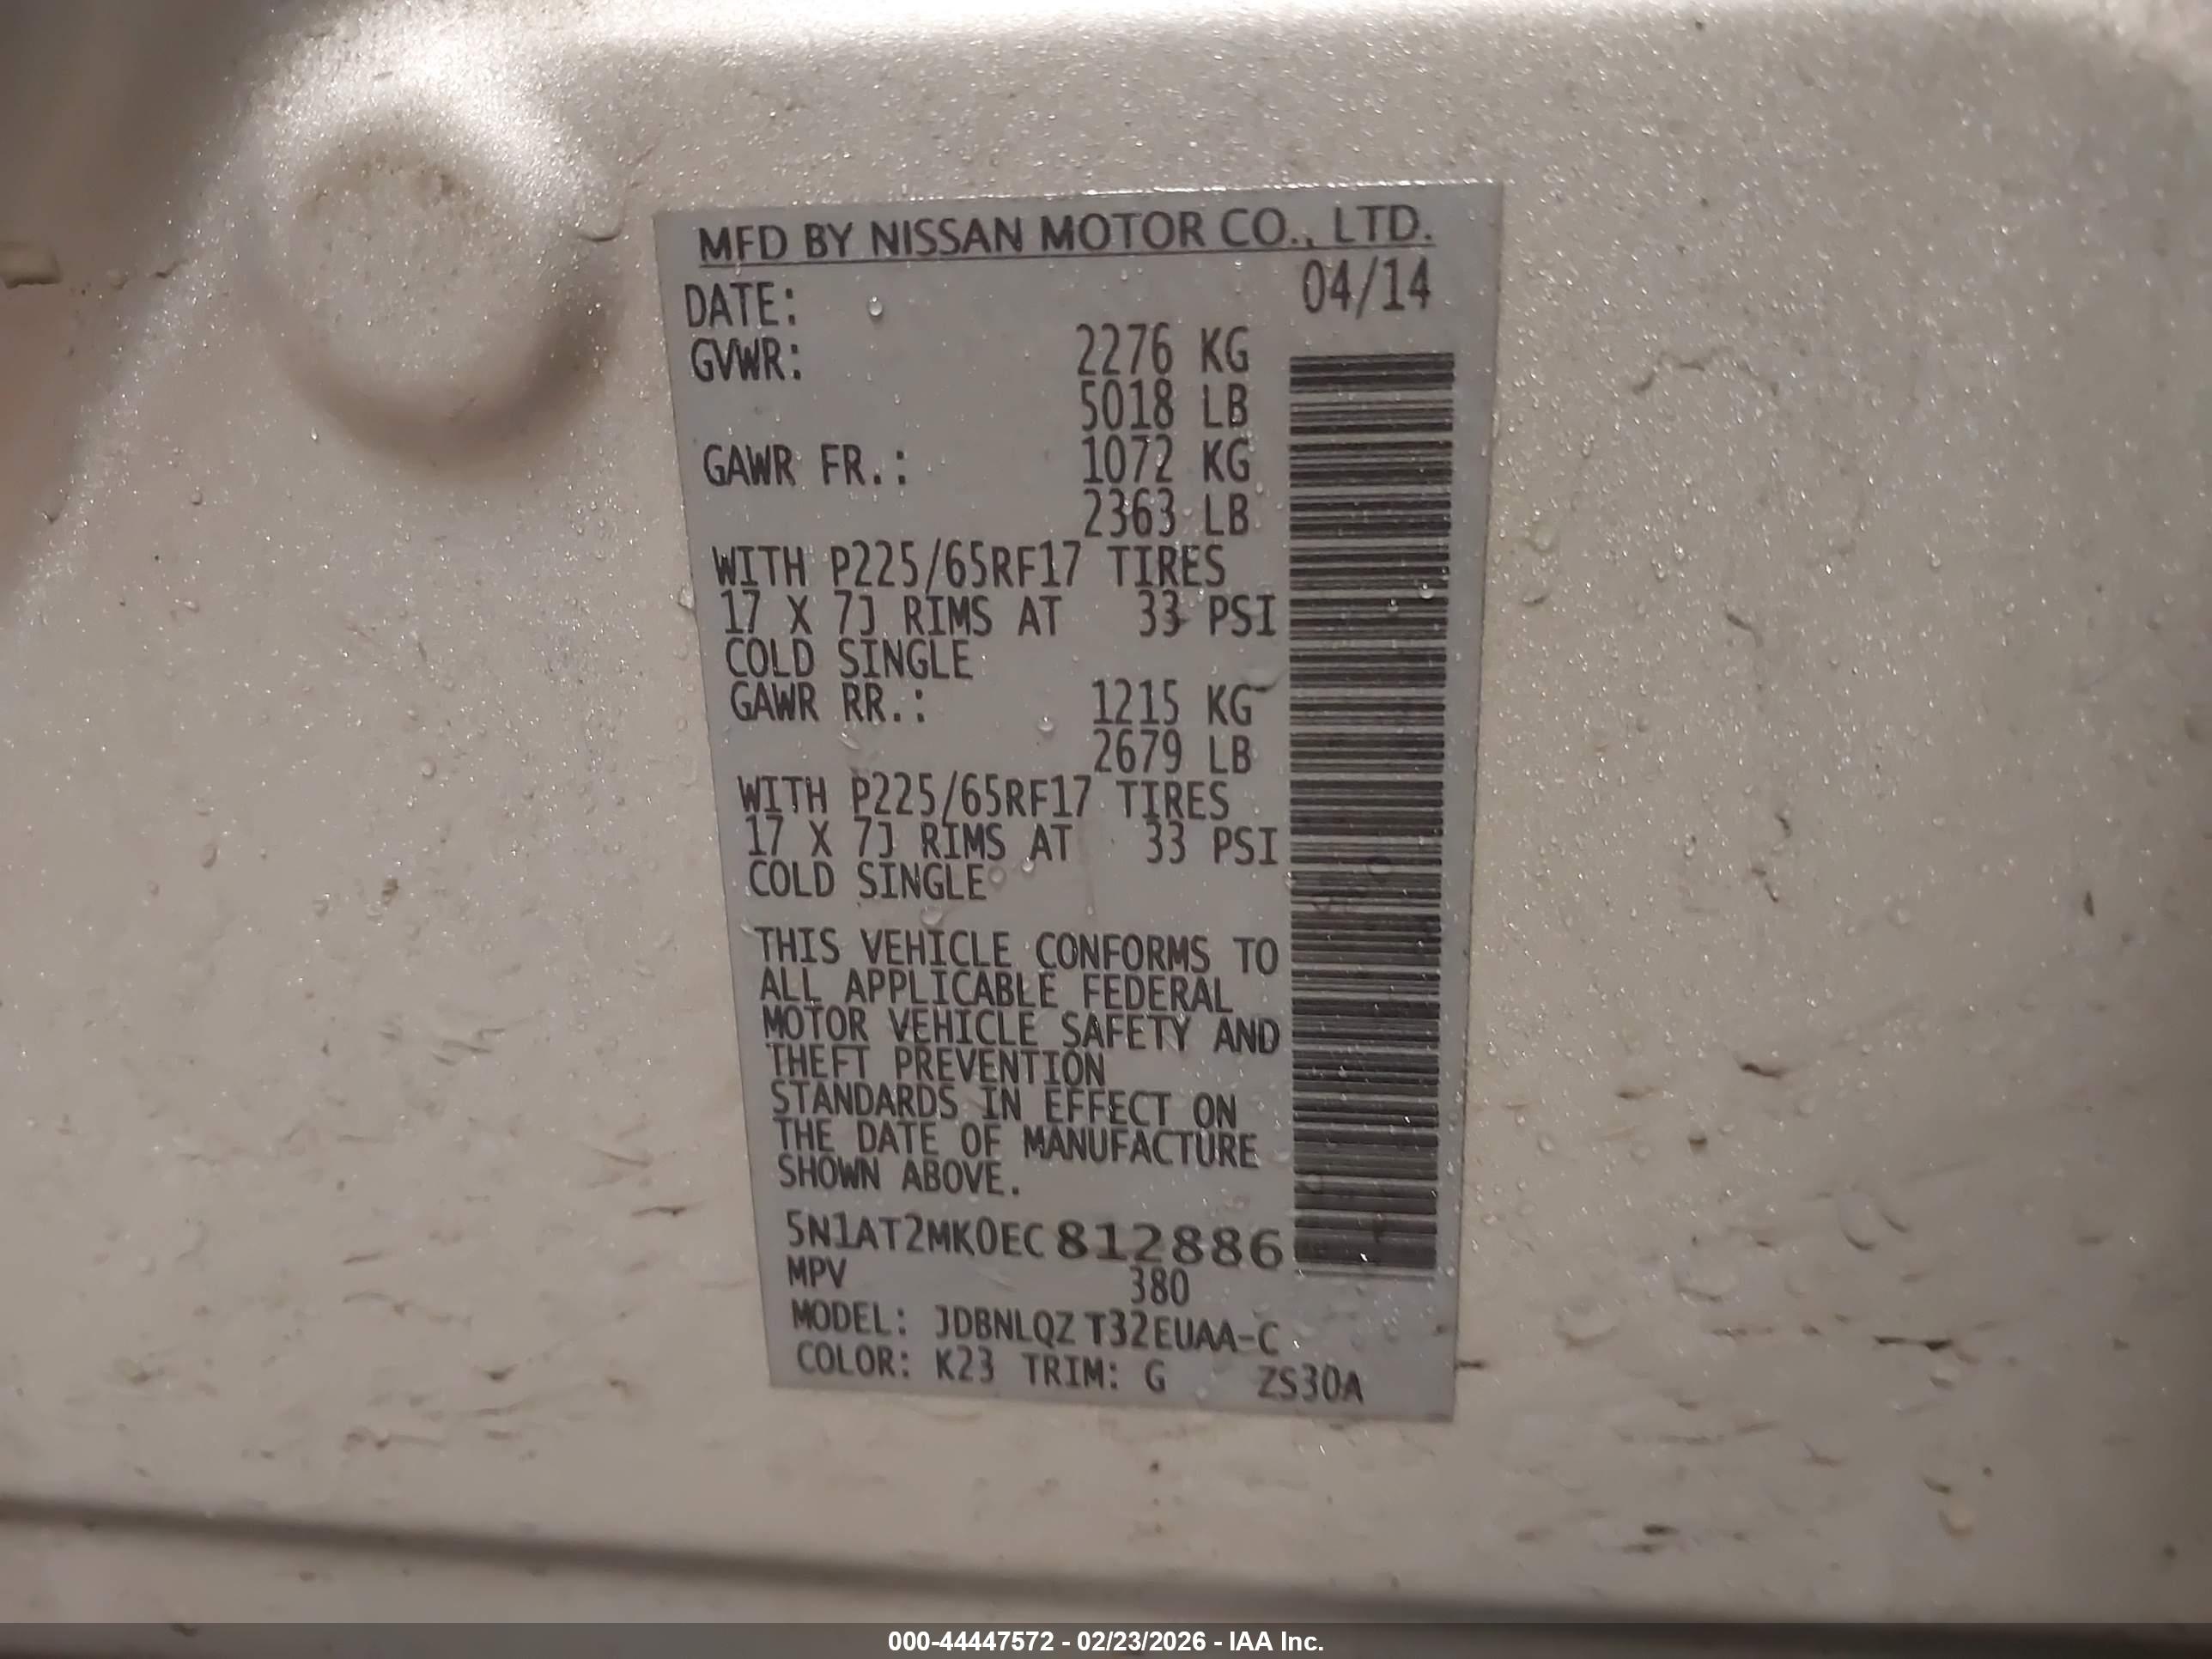 MFD BY NISSAN MOTOR CO., LTD.
DATE: 04/14
GVWR: 2276 KG
5018 LB
GAWR FR.: 1072 KG
2363 LB
WITH P225/65RF17 TIRES
17 X 7J RIMS AT 33 PSI
COLD SINGLE
GAWR RR.: 1215 KG
2679 LB
WITH P225/65RF17 TIRES
17 X 7J RIMS AT 33 PSI
COLD SINGLE
THIS VEHICLE CONFORMS TO
ALL APPLICABLE FEDERAL
MOTOR VEHICLE SAFETY AND
THEFT PREVENTION
STANDARDS IN EFFECT ON
THE DATE OF MANUFACTURE
SHOWN ABOVE.
5N1AT2MK0EC812886
MPV 380
MODEL: JDBNLQZ T32EUAA-C
COLOR: K23 TRIM: G ZS30A
000-44447572 - 02/23/2026 - IAA Inc.